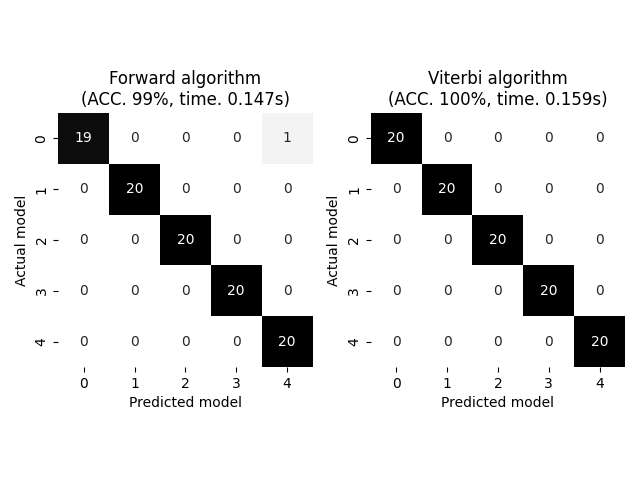 Forward algorithm
(ACC. 99%, time. 0.147s)
Actual model
0 19 0 0 0 1
1 0 20 0 0 0
2 0 0 20 0 0
3 0 0 0 20 0
4 0 0 0 0 20
0 1 2 3 4
Predicted model
Viterbi algorithm
(ACC. 100%, time. 0.159s)
Actual model
0 20 0 0 0 0
1 0 20 0 0 0
2 0 0 20 0 0
3 0 0 0 20 0
4 0 0 0 0 20
0 1 2 3 4
Predicted model